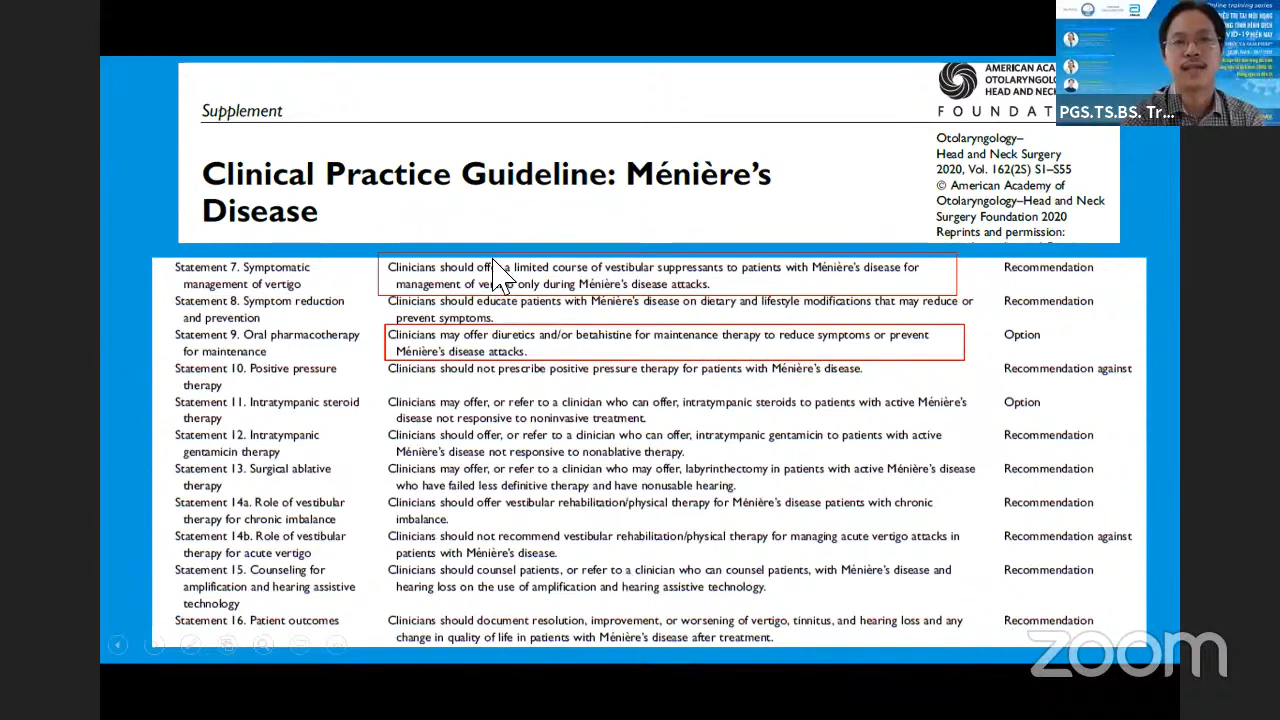 Supplement
AMERICAN ACA
OTOLARYNGOLO
HEAD AND NECK
FOUNDAT
Clinical Practice Guideline: Ménière's
Disease
Otolaryngology–
Head and Neck Surgery
2020, Vol. 162(2S) S1–S55
© American Academy of
Otolaryngology–Head and Neck
Surgery Foundation 2020
Reprints and permission:
Statement 7. Symptomatic
management of vertigo
Clinicians should offer a limited course of vestibular suppressants to patients with Ménière's disease for
management of only during Ménière's disease attacks.
Recommendation
Statement 8. Symptom reduction
and prevention
Clinicians should educate patients with Ménière's disease on dietary and lifestyle modifications that may reduce or
prevent symptoms.
Recommendation
Statement 9. Oral pharmacotherapy
for maintenance
Clinicians may offer diuretics and/or betahistine for maintenance therapy to reduce symptoms or prevent
Ménière's disease attacks.
Option
Statement 10. Positive pressure
therapy
Clinicians should not prescribe positive pressure therapy for patients with Ménière's disease.
Recommendation against
Statement 11. Intratympanic steroid
therapy
Clinicians may offer, or refer to a clinician who can offer, intratympanic steroids to patients with active Ménière's
disease not responsive to noninvasive treatment.
Option
Statement 12. Intratympanic
gentamicin therapy
Clinicians should offer, or refer to a clinician who can offer, intratympanic gentamicin to patients with active
Ménière's disease not responsive to nonablative therapy.
Recommendation
Statement 13. Surgical ablative
therapy
Clinicians may offer, or refer to a clinician who may offer, labyrinthectomy in patients with active Ménière's disease
who have failed less definitive therapy and have nonusable hearing.
Recommendation
Statement 14a. Role of vestibular
therapy for chronic imbalance
Clinicians should offer vestibular rehabilitation/physical therapy for Ménière's disease patients with chronic
imbalance.
Recommendation
Statement 14b. Role of vestibular
therapy for acute vertigo
Clinicians should not recommend vestibular rehabilitation/physical therapy for managing acute vertigo attacks in
patients with Ménière's disease.
Recommendation against
Statement 15. Counseling for
amplification and hearing assistive
technology
Clinicians should counsel patients, or refer to a clinician who can counsel patients, with Ménière's disease and
hearing loss on the use of amplification and hearing assistive technology.
Recommendation
Statement 16. Patient outcomes
Clinicians should document resolution, improvement, or worsening of vertigo, tinnitus, and hearing loss and any
change in quality of life in patients with Ménière's disease after treatment.
Recommendation
Online training series
PGS.TS.BS. Tr...
zoom